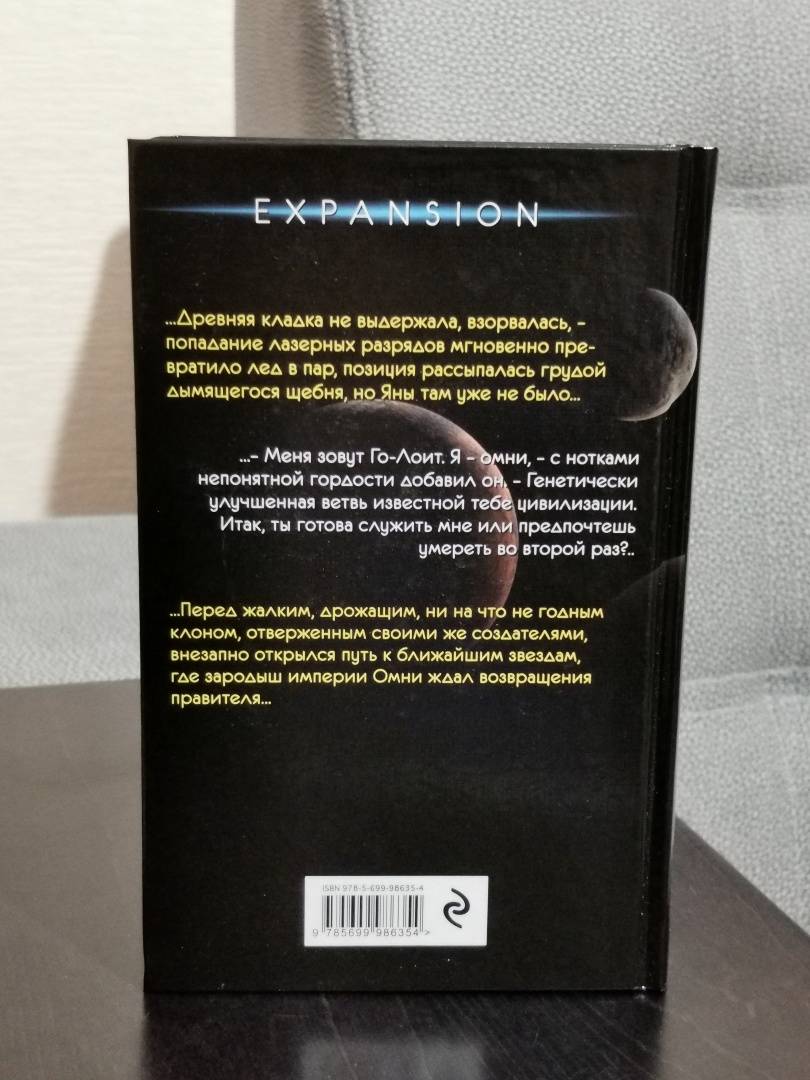 EXPANSION
...Древняя кладка не выдержала, взорвалась, –
попадание лазерных разрядов мгновенно пре-
вратило лед в пар, позиция рассыпалась грудой
дымящегося щебня, но Яны там уже не было...
...– Меня зовут Го-Лоит. Я – омни, – с нотками
непонятной гордости добавил он. – Генетически
улучшенная ветвь известной тебе цивилизации.
Итак, ты готова служить мне или предпочтешь
умереть во второй раз?..
...Перед жалким, дрожащим, ни на что не годным
клоном, отверженным своими же создателями,
внезапно открылся путь к ближайшим звездам,
где зародыш империи Омни ждал возвращения
правителя...
ISBN 978-5-699-98635-4
9 785699 986354 >